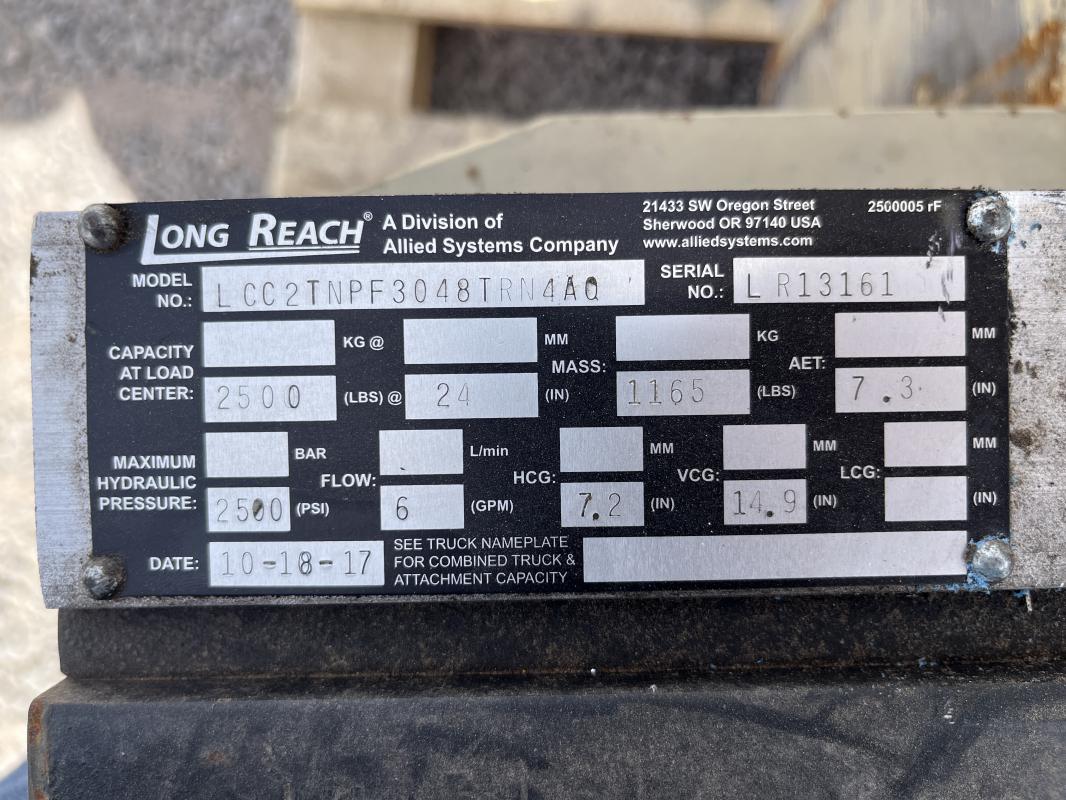 LONG REACH® A Division of
Allied Systems Company
21433 SW Oregon Street
Sherwood OR 97140 USA
www.alliedsystems.com
2500005 rF
MODEL NO.: LCC2TNPF3048TRN4AQ SERIAL NO.: LR13161
CAPACITY AT LOAD CENTER: KG @ MM MASS: KG AET: MM
2500 (LBS) @ 24 (IN) 1165 (LBS) 7.3 (IN)
MAXIMUM HYDRAULIC PRESSURE: BAR FLOW: L/min HCG: MM VCG: MM LCG: MM
2500 (PSI) 6 (GPM) 7.2 (IN) 14.9 (IN) (IN)
DATE: 10-18-17
SEE TRUCK NAMEPLATE
FOR COMBINED TRUCK &
ATTACHMENT CAPACITY